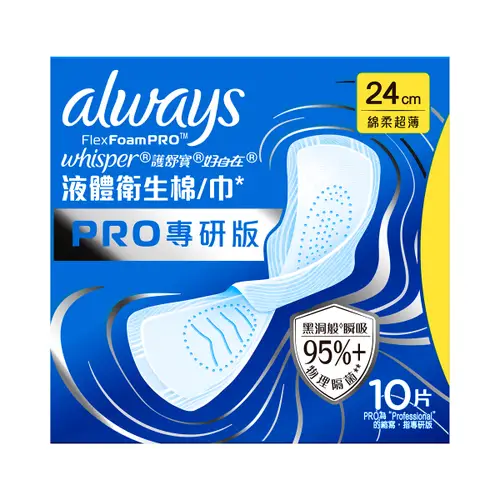 always
FlexFoamPRO™
whisper®護舒寶®好自在®
液體衛生棉/巾*
PRO專研版
24cm
綿柔超薄
黑洞般◊瞬吸
95%+
物理隔菌**
10片
PRO為 "Professional"
的縮寫，指專研版